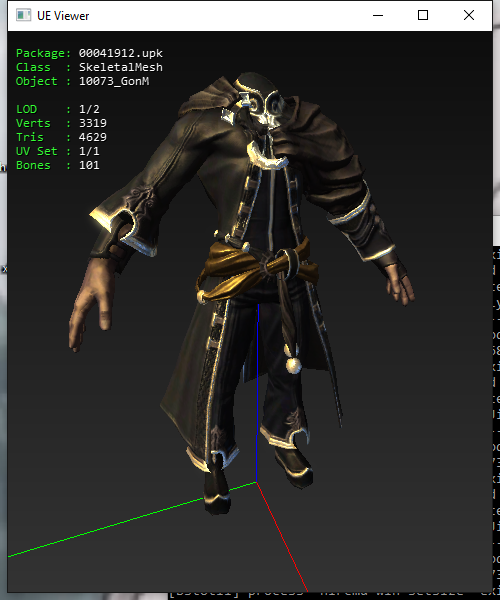 UE Viewer
Package: 00041912.upk
Class : SkeletalMesh
Object : 10073_GonM
LOD : 1/2
Verts : 3319
Tris : 4629
UV Set : 1/1
Bones : 101